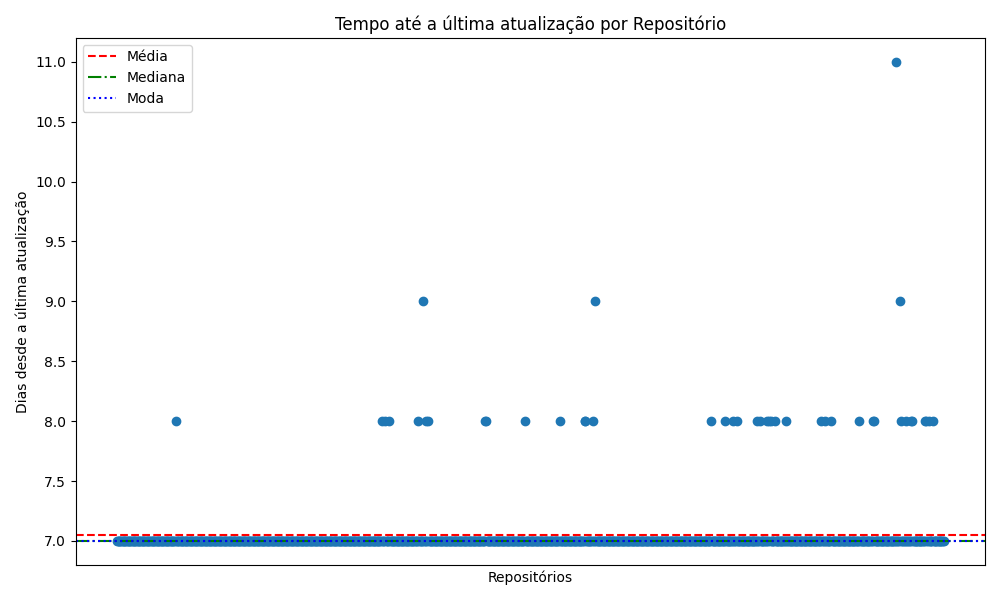 Tempo até a última atualização por Repositório
Média
Mediana
Moda
11.0
10.5
10.0
9.5
9.0
8.5
8.0
7.5
7.0
Dias desde a última atualização
Repositórios